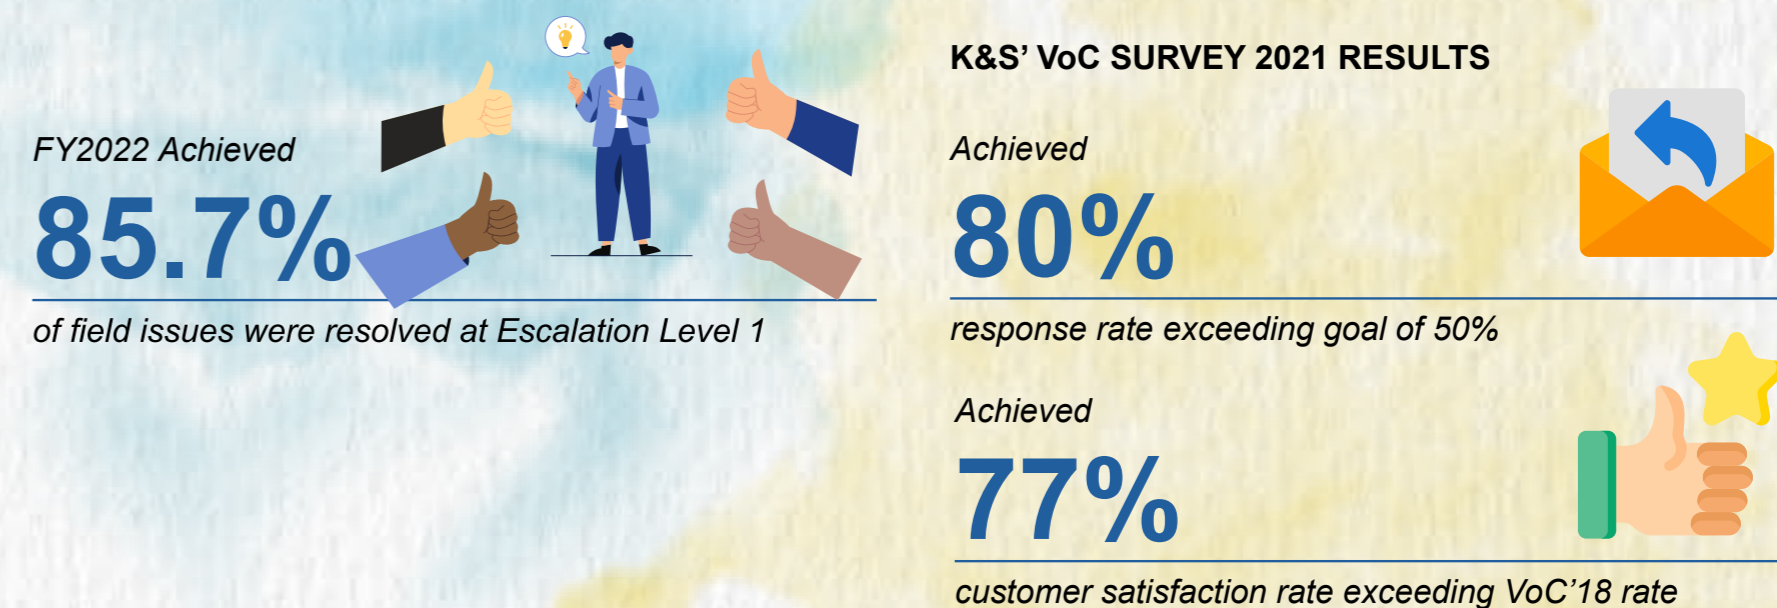 FY2022 Achieved
85.7%
of field issues were resolved at Escalation Level 1
K&S’ VoC SURVEY 2021 RESULTS
Achieved
80%
response rate exceeding goal of 50%
Achieved
77%
customer satisfaction rate exceeding VoC’18 rate